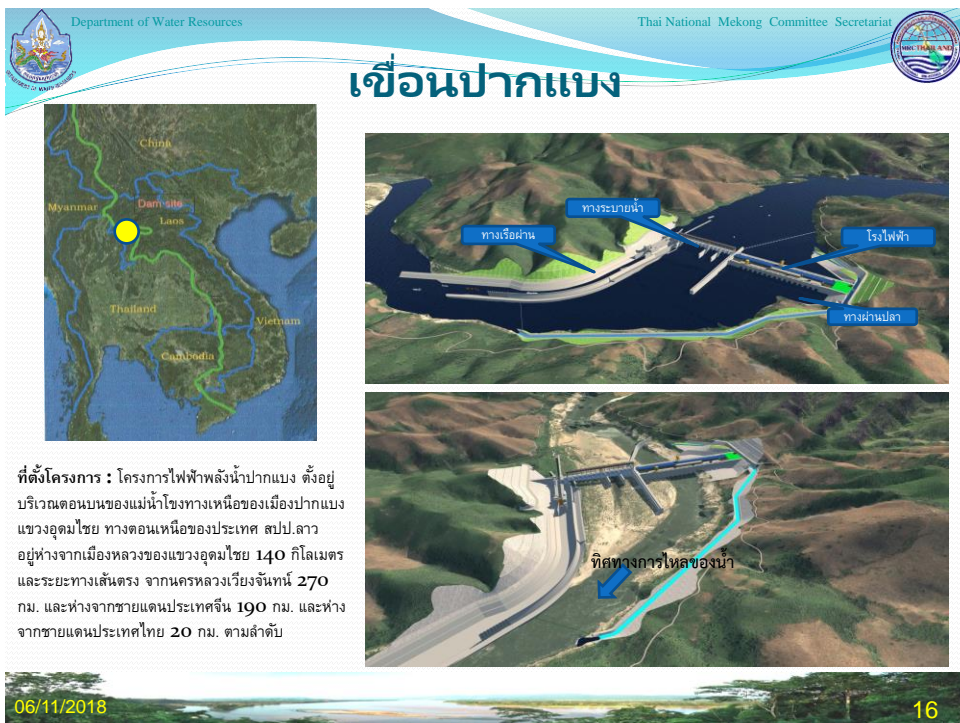 Department of Water Resources
Thai National Mekong Committee Secretariat
MRC THAILAND
เขื่อนปากแบง
China
Myanmar
Dam site
Laos
Thailand
Vietnam
Cambodia
ทางระบายน้ำ
ทางเรือผ่าน
โรงไฟฟ้า
ทางผ่านปลา
ทิศทางการไหลของน้ำ
ที่ตั้งโครงการ : โครงการไฟฟ้าพลังน้ำปากแบง ตั้งอยู่
บริเวณตอนบนของแม่น้ำโขงทางเหนือของเมืองปากแบง
แขวงอุดมไชย ทางตอนเหนือของประเทศ สปป.ลาว
อยู่ห่างจากเมืองหลวงของแขวงอุดมไชย 140 กิโลเมตร
และระยะทางเส้นตรง จากนครหลวงเวียงจันทน์ 270
กม. และห่างจากชายแดนประเทศจีน 190 กม. และห่าง
จากชายแดนประเทศไทย 20 กม. ตามลำดับ
06/11/2018
16